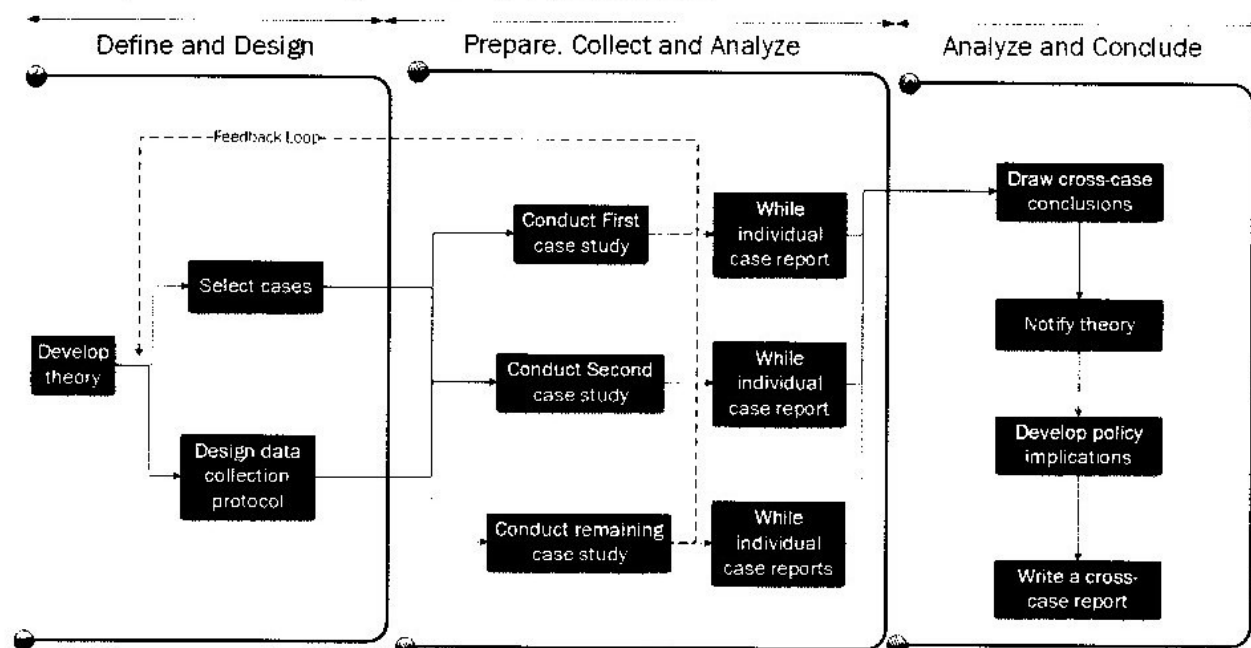 Define and Design
Prepare. Collect and Analyze
Analyze and Conclude
Feedback Loop
Develop
theory
Select cases
Design data
collection
protocol
Conduct First
case study
Conduct Second
case study
Conduct remaining
case study
While
individual
case report
While
individual
case report
While
individual
case reports
Draw cross-case
conclusions
Notify theory
Develop policy
implications
Write a cross-
case report